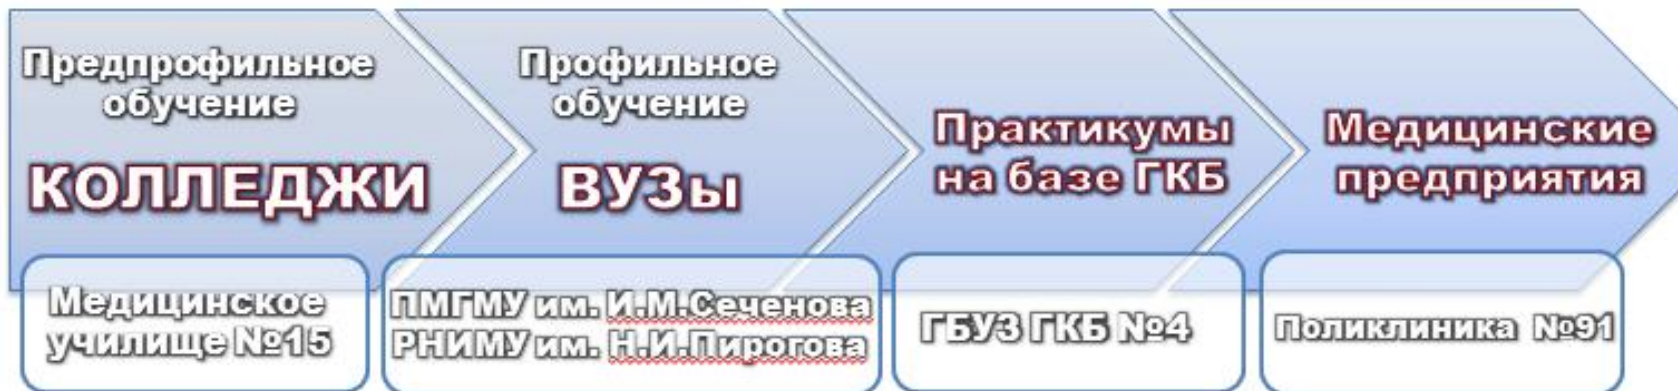 Предпрофильное
обучение
КОЛЛЕДЖИ
Профильное
обучение
ВУЗы
Практикумы
на базе ГКБ
Медицинские
предприятия
Медицинское
училище №15
ПМГМУ им. И.М.Сеченова
РНИМУ им. Н.И.Пирогова
ГБУЗ ГКБ №4
Поликлиника №91